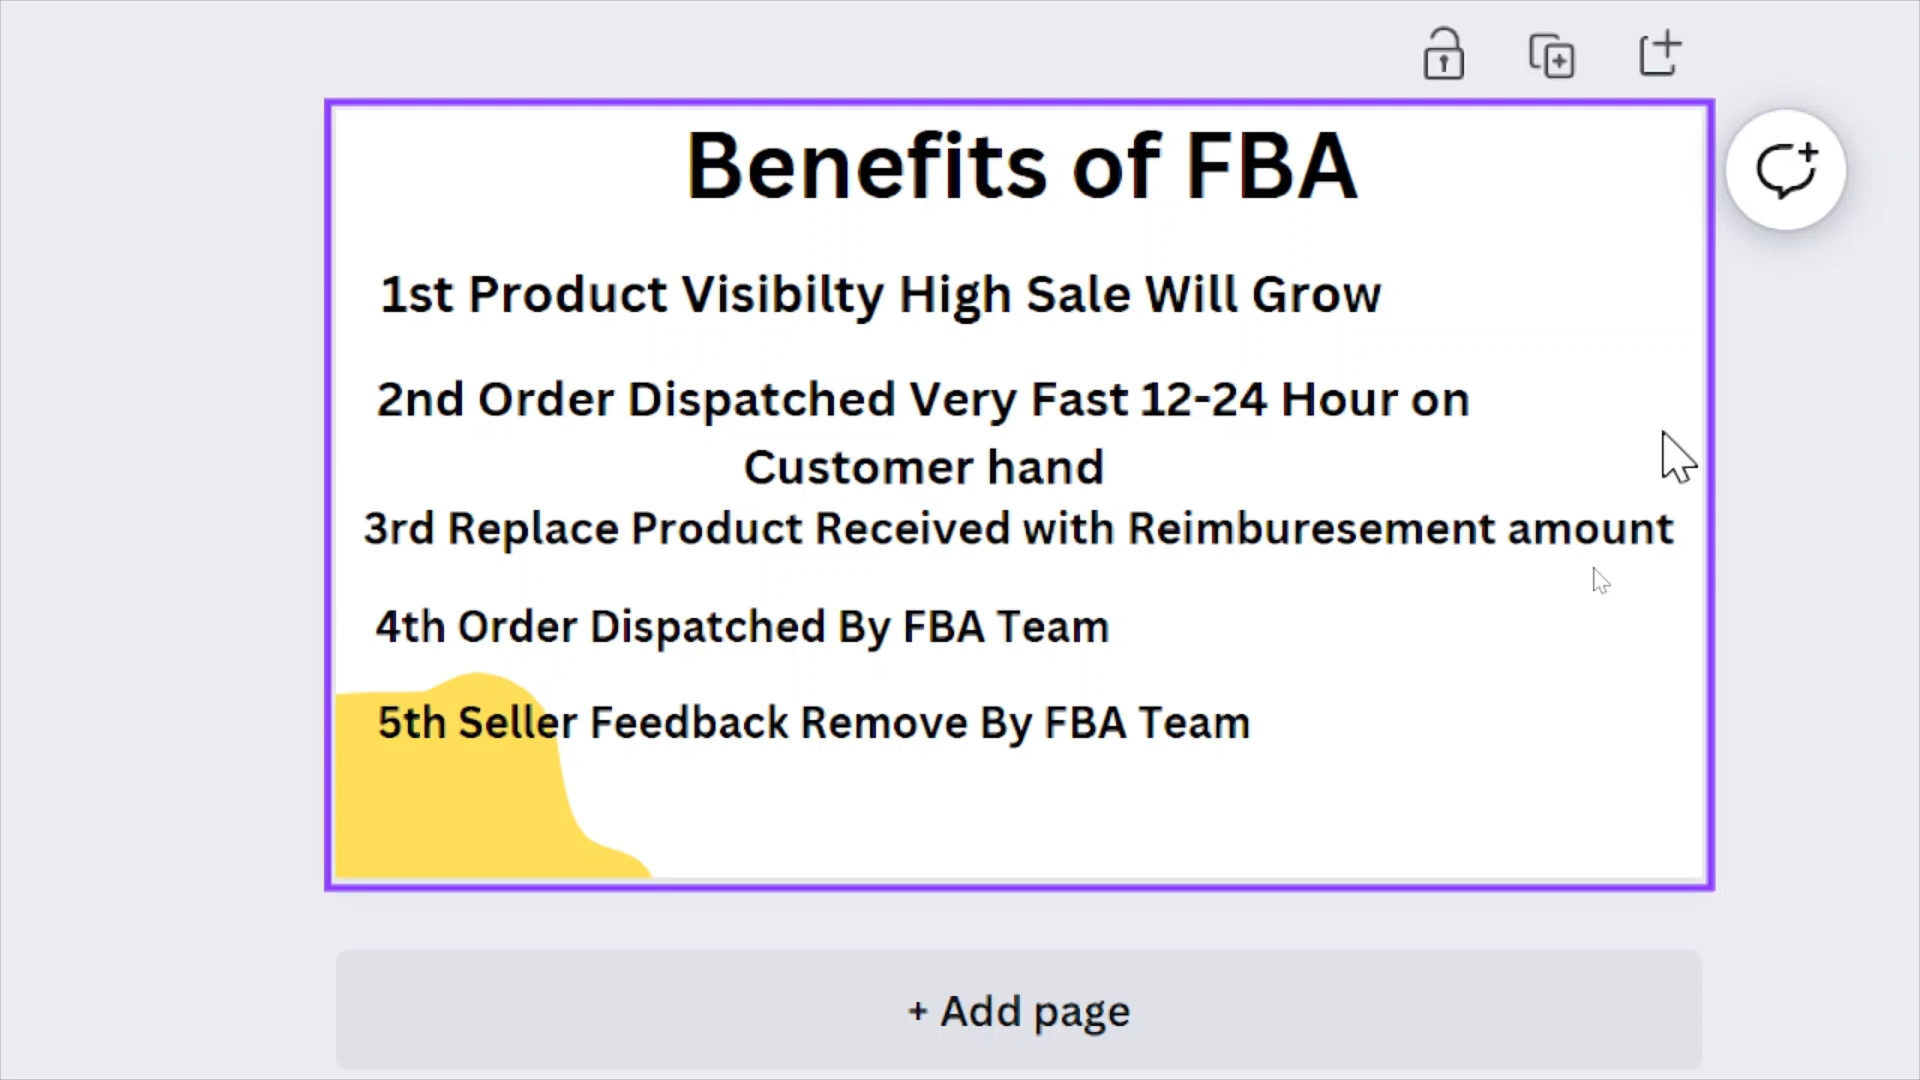 Benefits of FBA
1st Product Visibilty High Sale Will Grow
2nd Order Dispatched Very Fast 12-24 Hour on
Customer hand
3rd Replace Product Received with Reimburesement amount
4th Order Dispatched By FBA Team
5th Seller Feedback Remove By FBA Team
+ Add page